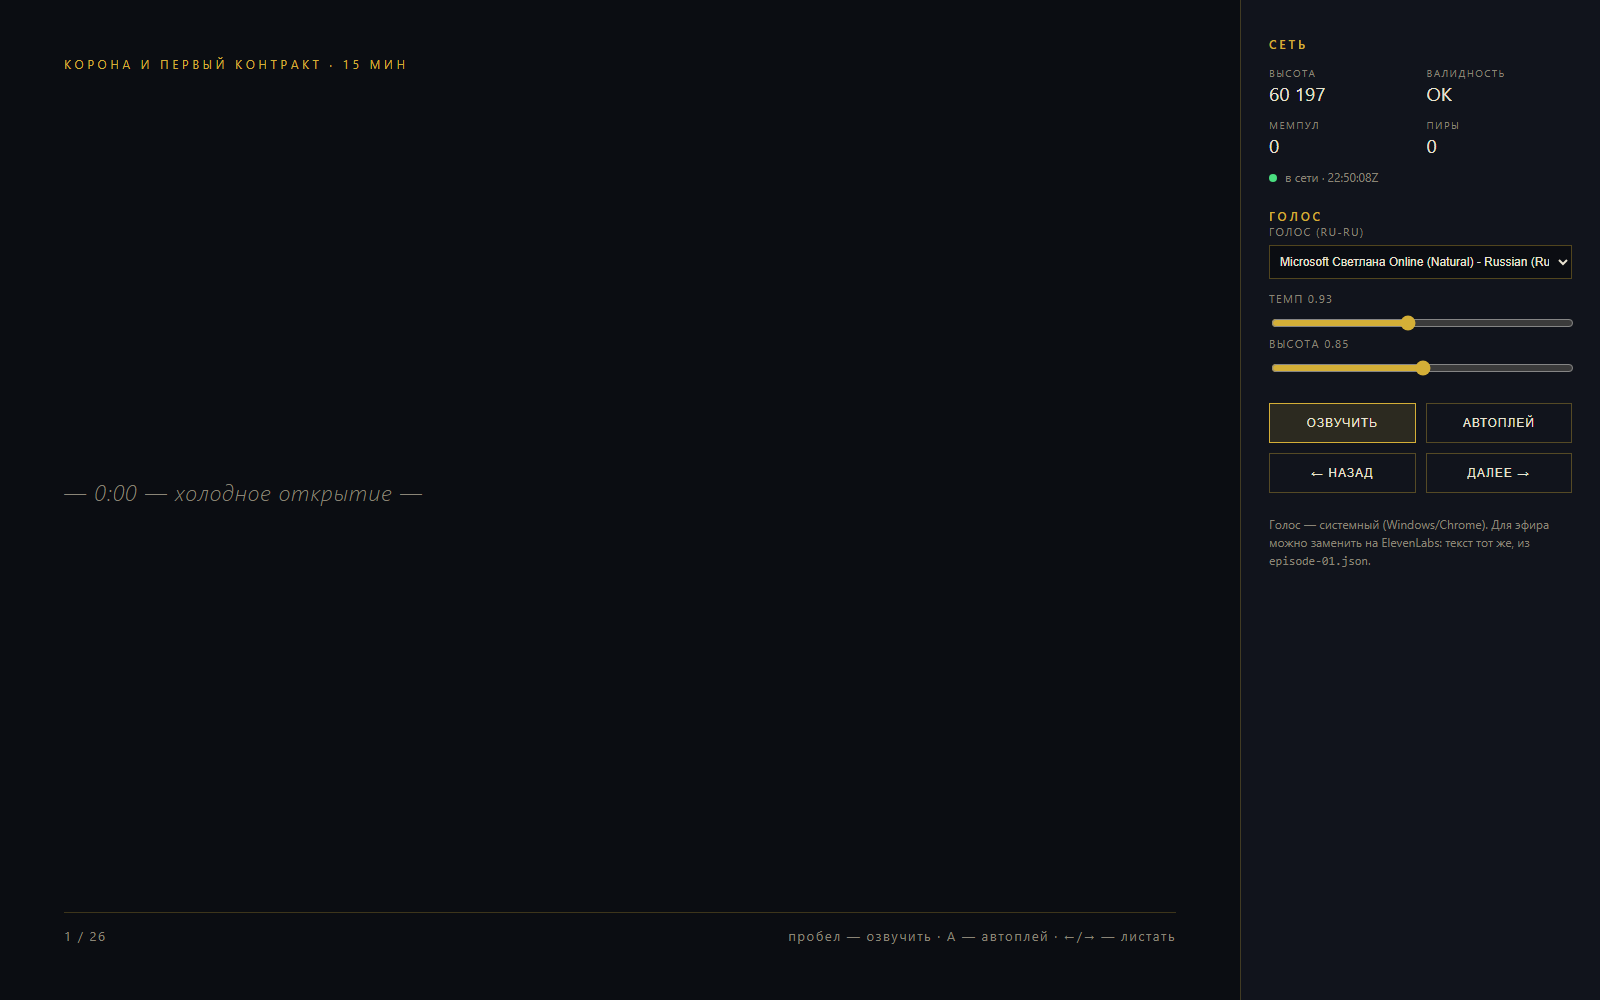 КОРОНА И ПЕРВЫЙ КОНТРАКТ · 15 МИН
— 0:00 — холодное открытие —
1 / 26
пробел — озвучить · A — автоплей · ←/→ — листать
СЕТЬ
ВЫСОТА
60 197
ВАЛИДНОСТЬ
OK
МЕМПУЛ
0
ПИРЫ
0
в сети · 22:50:08Z
ГОЛОС
ГОЛОС (RU-RU)
Microsoft Светлана Online (Natural) - Russian (Ru
ТЕМП 0.93
ВЫСОТА 0.85
ОЗВУЧИТЬ
АВТОПЛЕЙ
← НАЗАД
ДАЛЕЕ →
Голос — системный (Windows/Chrome). Для эфира
можно заменить на ElevenLabs: текст тот же, из
episode-01.json.